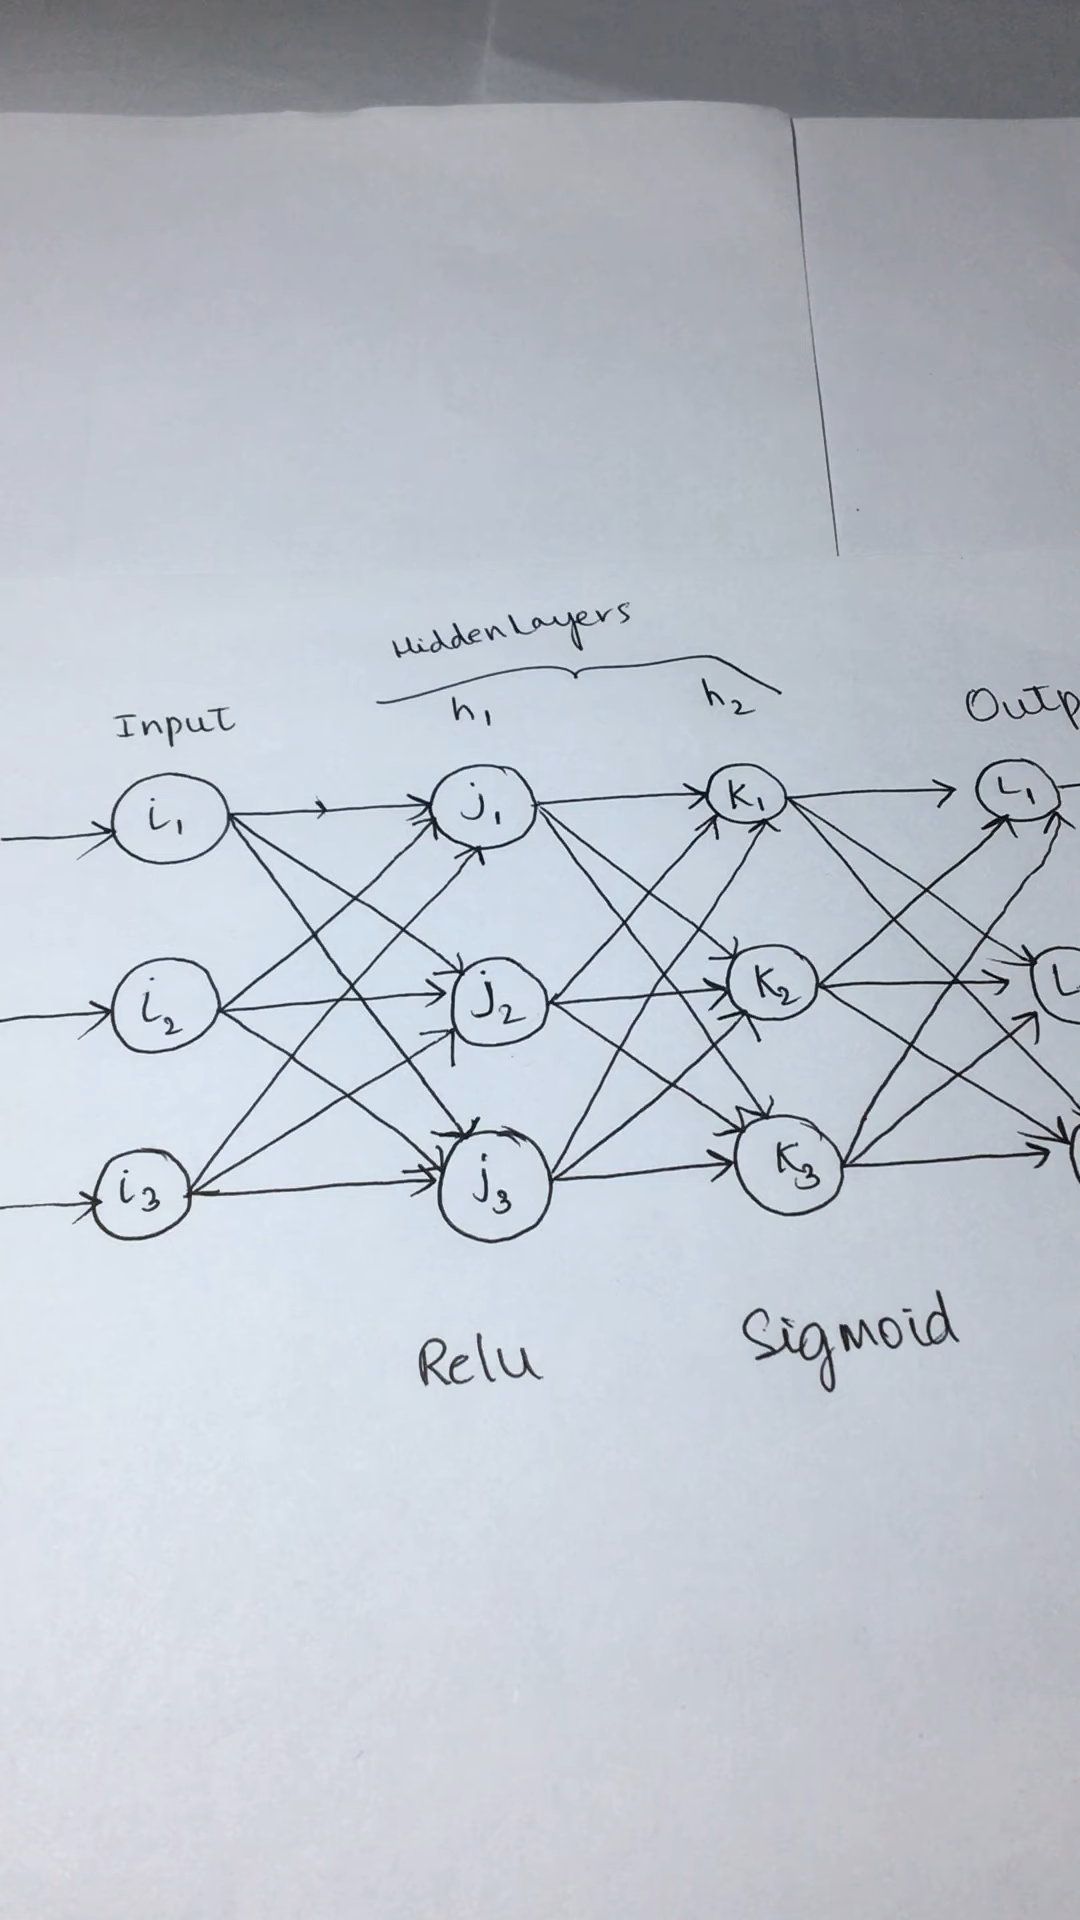 Hidden Layers
h₁ h₂
Input Outp
i₁ j₁ K₁ L₁
i₂ j₂ K₂ L
i₃ j₃ K₃
Relu Sigmoid